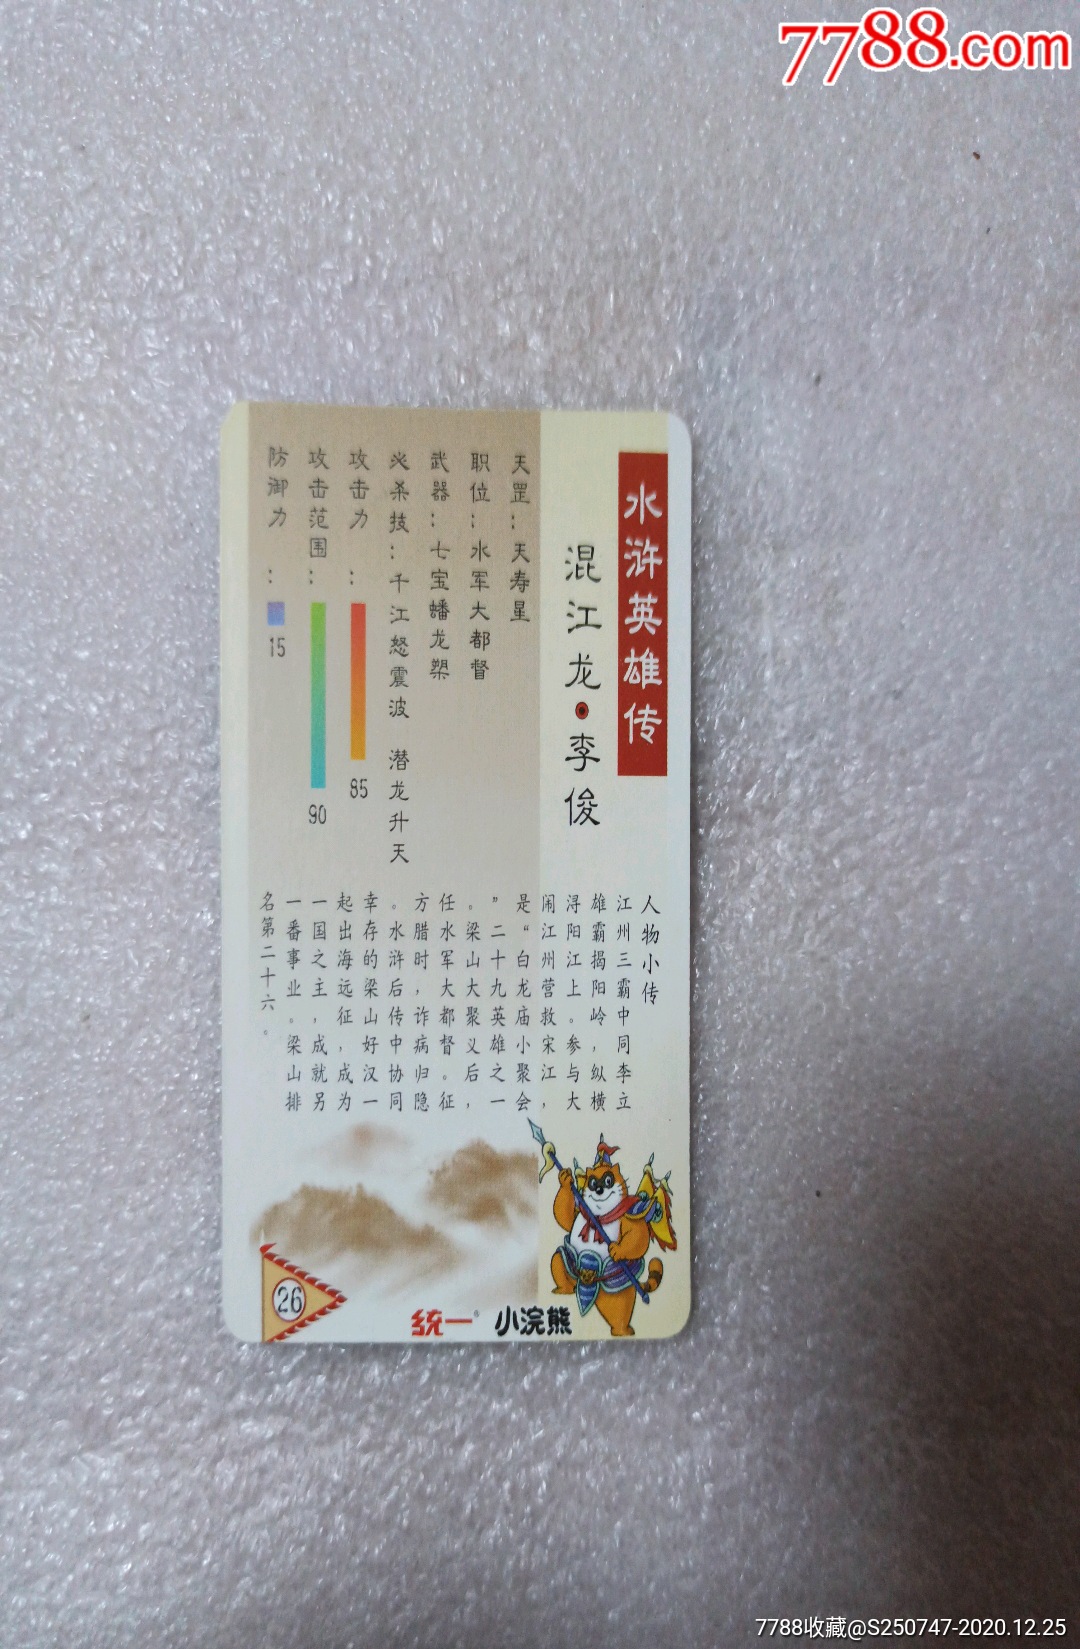 7788.com
水浒英雄传
混江龙·李俊
天罡：天寿星
职位：水军大都督
武器：七宝蟠龙槊
必杀技：千江怒震波 潜龙升天
攻击力：85
攻击范围：90
防御力：15
人物小传
江州三霸中同李立
雄霸揭阳岭，纵横
浔阳江上。参与大
闹江州营救宋江，
是“白龙庙小聚会
”二十九英雄之一
。梁山大聚义后，
任水军大都督。征
方腊时，诈病归隐
。水浒后传中协同
幸存的梁山好汉一
起出海远征，成为
一国之主，成就另
一番事业。梁山排
名第二十六。
26
统一® 小浣熊
7788收藏@S250747-2020.12.25